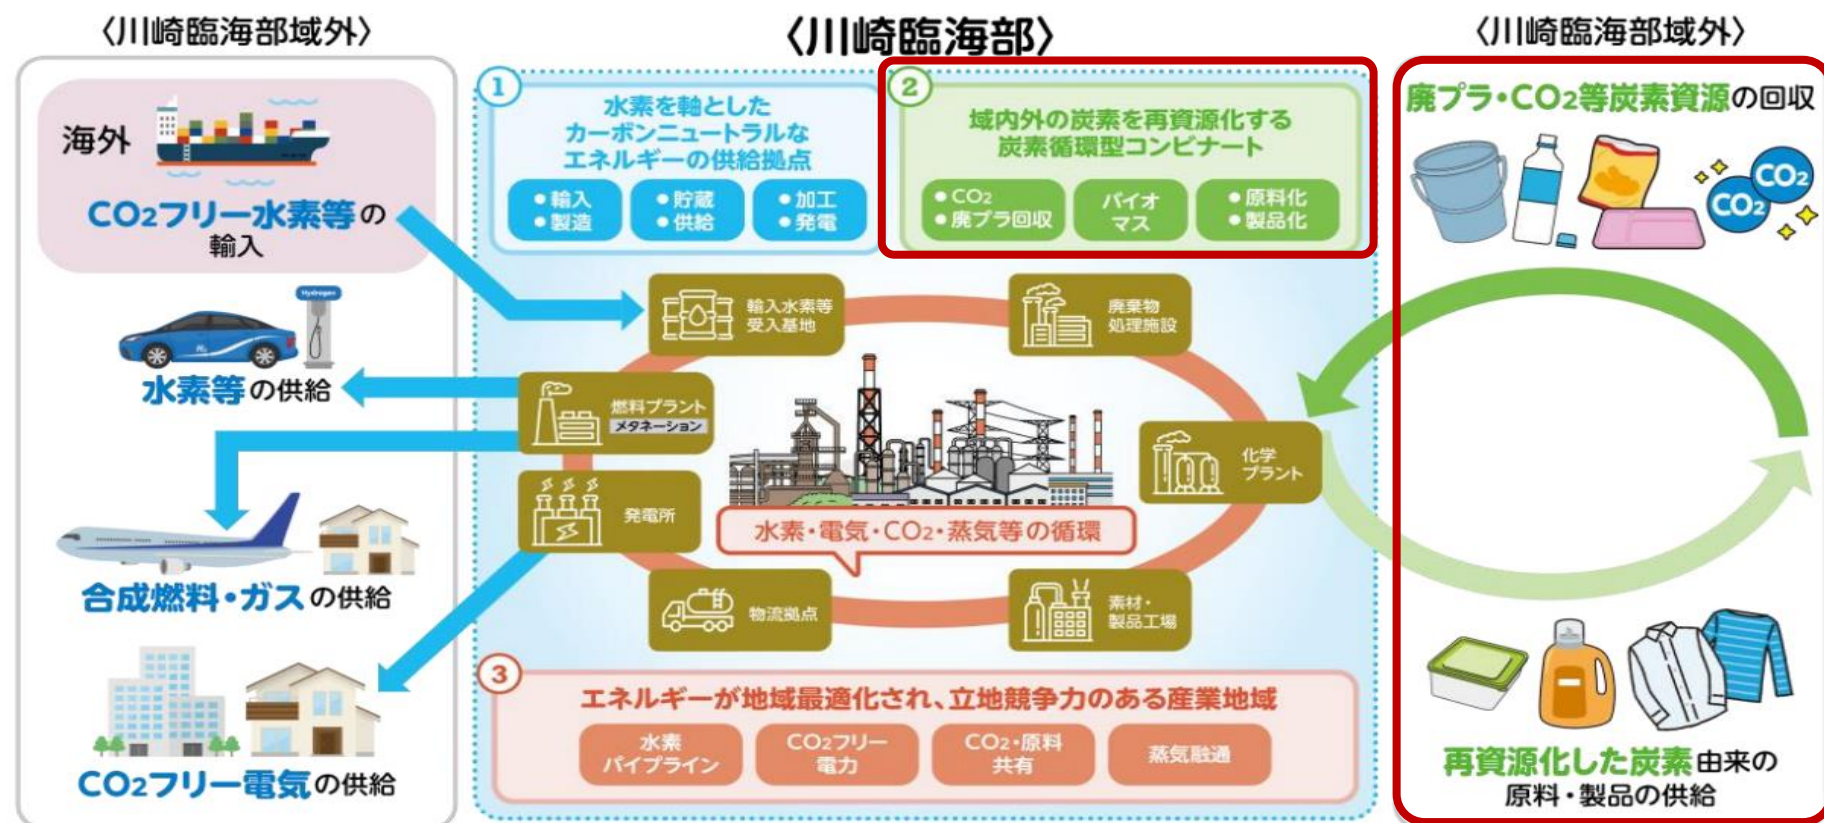 〈川崎臨海部域外〉
海外
CO2フリー水素等の
輸入
Hydrogen
H2
水素等の供給
合成燃料・ガスの供給
CO2フリー電気の供給
〈川崎臨海部〉
1
水素を軸とした
カーボンニュートラルな
エネルギーの供給拠点
●輸入
●製造
●貯蔵
●供給
●加工
●発電
2
域内外の炭素を再資源化する
炭素循環型コンビナート
●CO2
●廃プラ回収
バイオ
マス
●原料化
●製品化
輸入水素等
受入基地
廃棄物
処理施設
燃料プラント
メタネーション
化学
プラント
発電所
水素・電気・CO2・蒸気等の循環
物流拠点
素材・
製品工場
3
エネルギーが地域最適化され、立地競争力のある産業地域
水素
パイプライン
CO2フリー
電力
CO2・原料
共有
蒸気融通
〈川崎臨海部域外〉
廃プラ・CO2等炭素資源の回収
CO2
CO2
再資源化した炭素由来の
原料・製品の供給